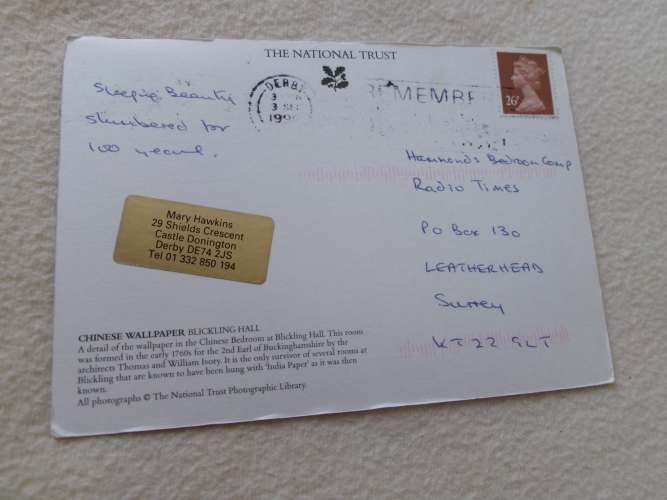 THE NATIONAL TRUST
DERBY
3 SE
199
MEMBE
26
Sleeping Beauty
slumbered for
100 years.
Hammonds Bedroom Comp
Radio Times
PO Box 130
LEATHERHEAD
Surrey
KT22 9LT
Mary Hawkins
29 Shields Crescent
Castle Donington
Derby DE74 2JS
Tel 01 332 850 194
CHINESE WALLPAPER BLICKLING HALL
A detail of the wallpaper in the Chinese Bedroom at Blickling Hall. This room
was formed in the early 1760s for the 2nd Earl of Buckinghamshire by the
architects Thomas and William Ivory. It is the only survivor of several rooms at
Blickling that are known to have been hung with 'India Paper' as it was then
known.
All photographs © The National Trust Photographic Library.